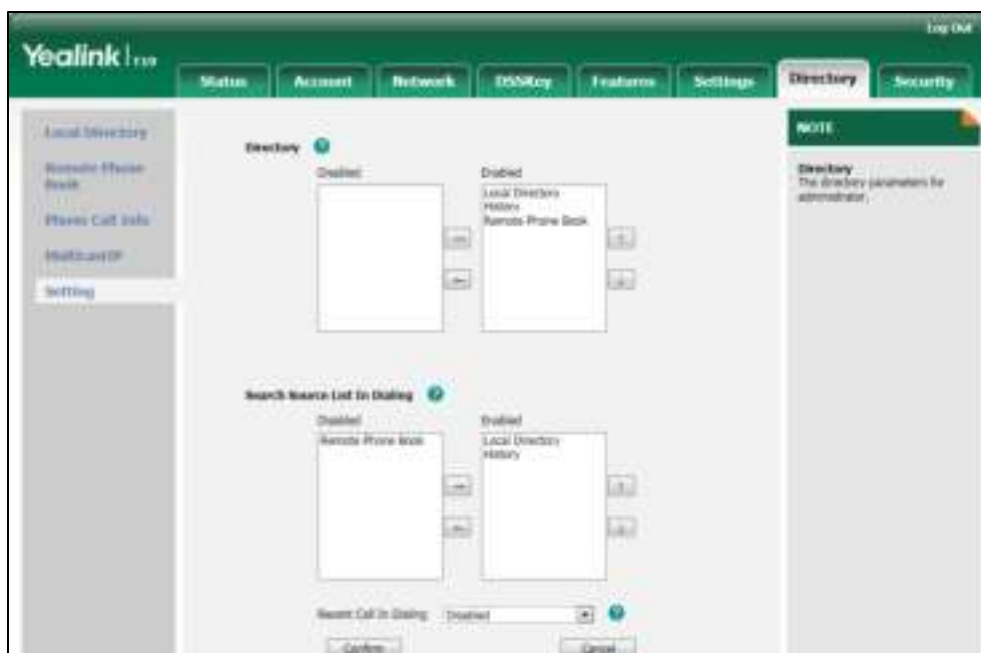 Log Out
Yealink T19
Status Account Network DSSKey Features Settings Directory Security
Local Directory
Remote Phone Book
Phone Call Info
Multicast IP
Setting
Directory
Disabled
Enabled
Local Directory
History
Remote Phone Book
Search Source List In Dialing
Disabled
Remote Phone Book
Enabled
Local Directory
History
Recent Call In Dialing Disabled
Confirm Cancel
NOTE
Directory
The directory parameters for
administrator.